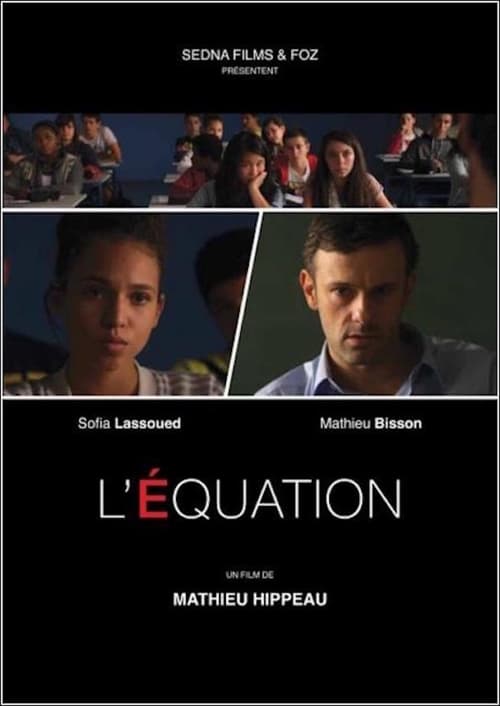 SEDNA FILMS & FOZ
PRÉSENTENT
Sofia Lassoued
Mathieu Bisson
L'ÉQUATION
UN FILM DE
MATHIEU HIPPEAU